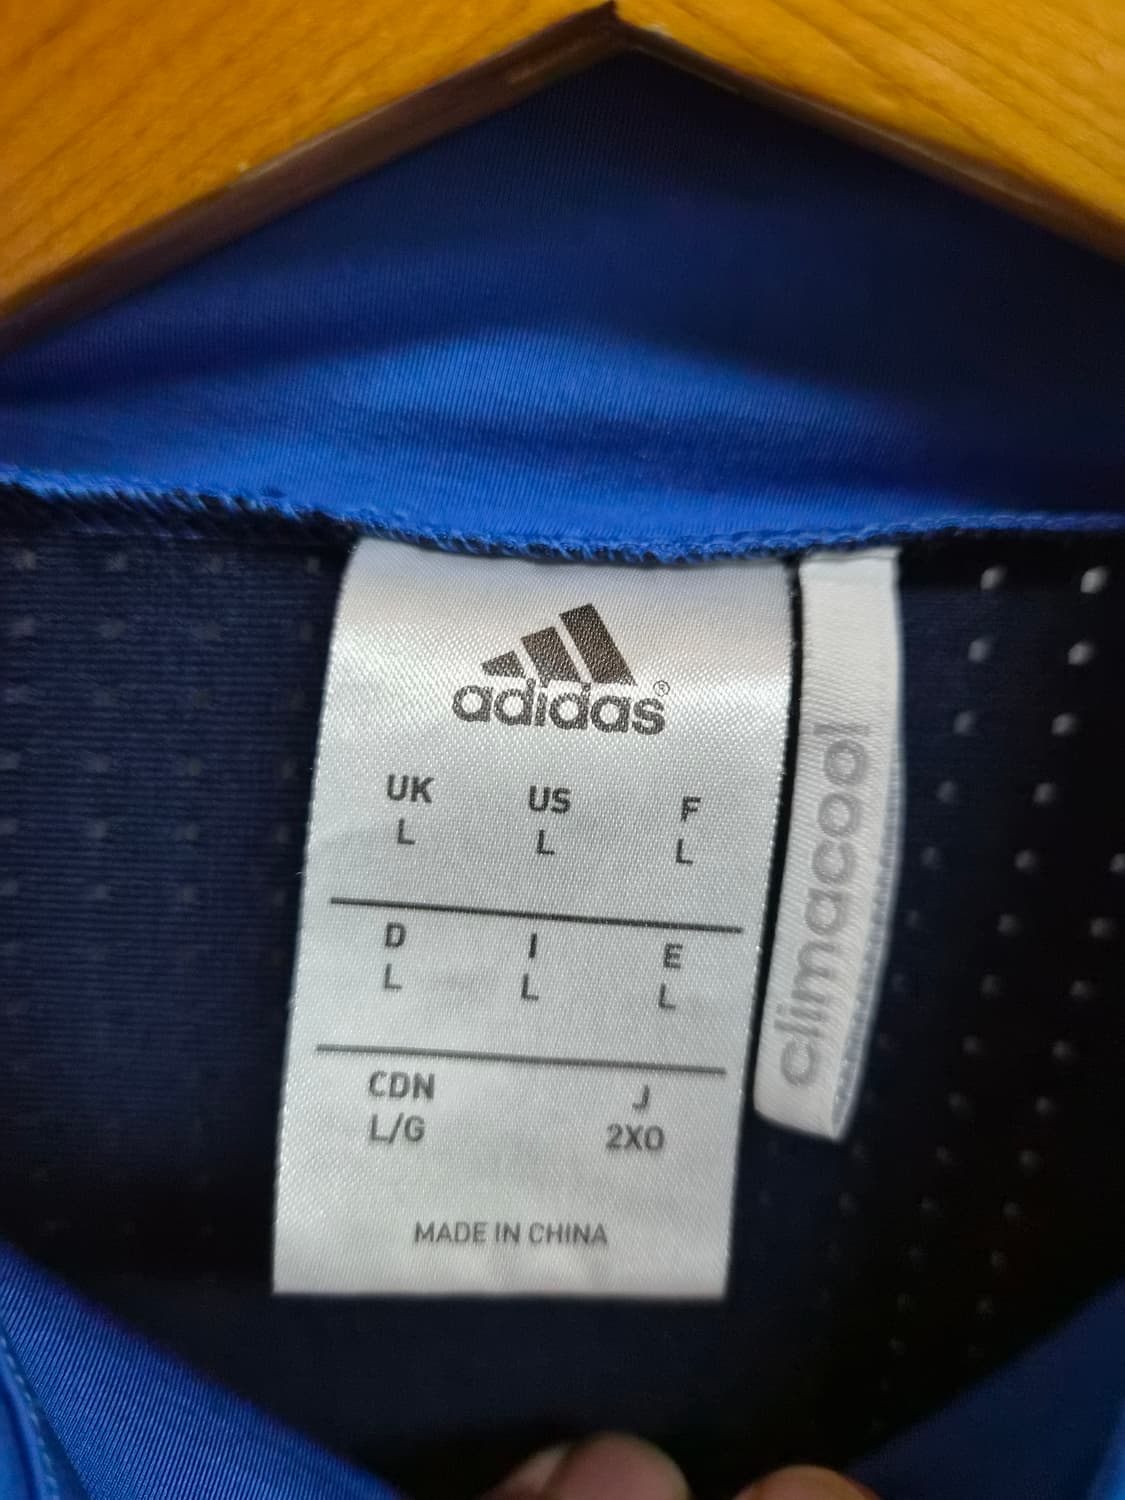 adidas®
UK US F
L L L
D I E
L L L
CDN J
L/G 2XO
MADE IN CHINA
climacool